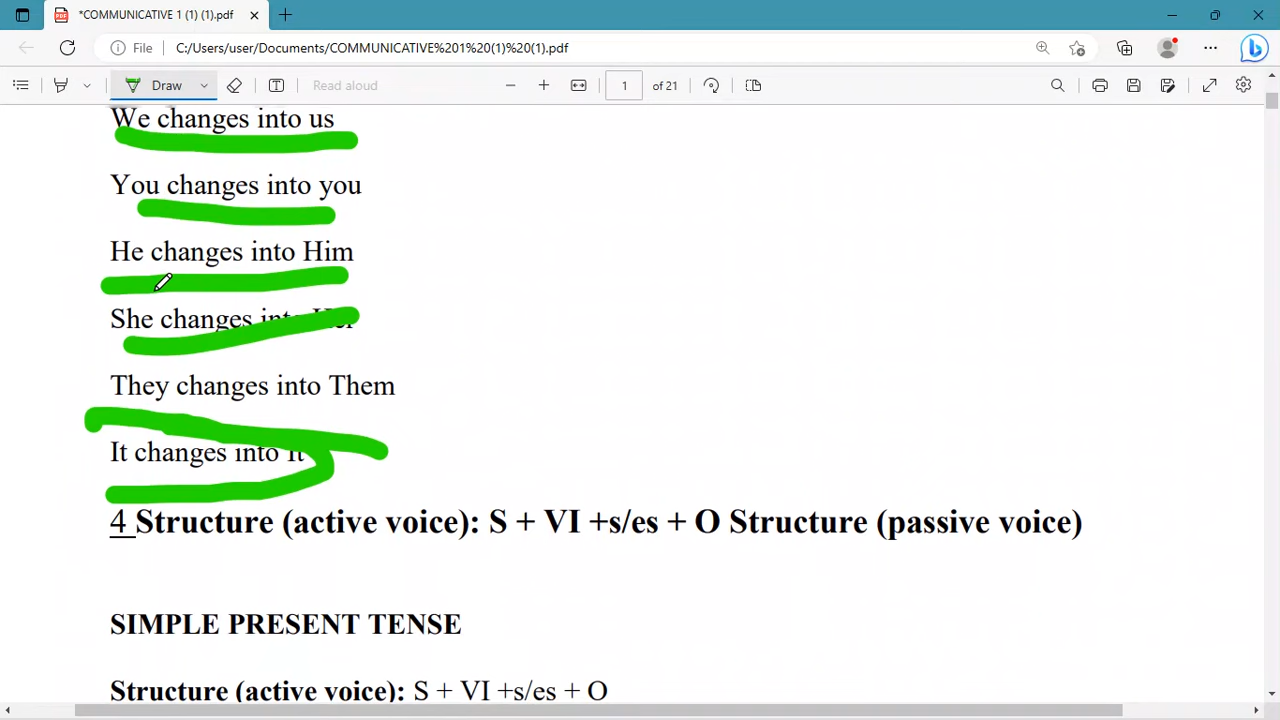 *COMMUNICATIVE 1 (1) (1).pdf
File C:/Users/user/Documents/COMMUNICATIVE%201%20(1)%20(1).pdf
Draw Read aloud 1 of 21
We changes into us
You changes into you
He changes into Him
She changes into Her
They changes into Them
It changes into It
4 Structure (active voice): S + VI +s/es + O Structure (passive voice)
SIMPLE PRESENT TENSE
Structure (active voice): S + VI +s/es + O